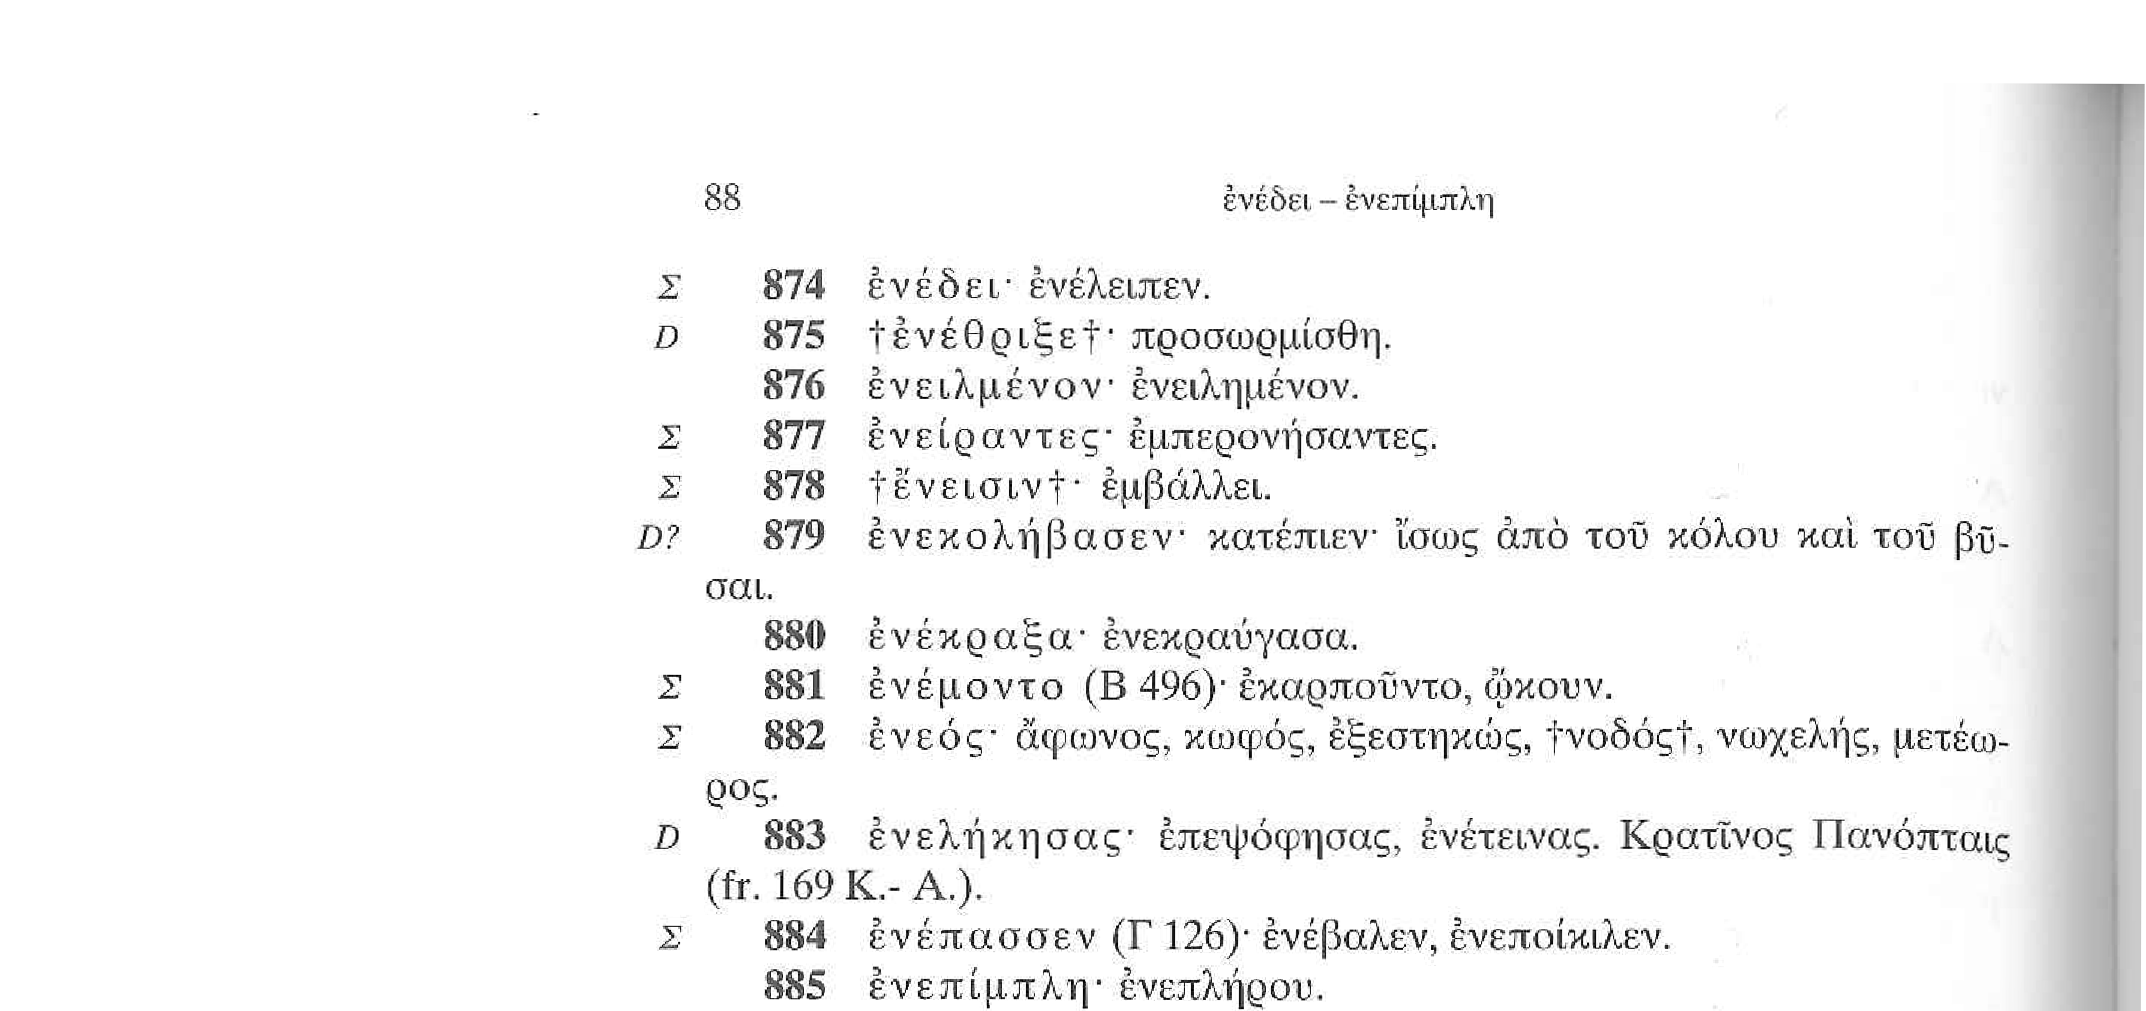 88 ἐνέδει – ἐνεπίμπλη
Σ 874 ἐνέδει· ἐνέλειπεν.
D 875 †ἐνέθριξε†· προσωρμίσθη.
876 ἐνειλμένον· ἐνειλημένον.
Σ 877 ἐνείραντες· ἐμπερονήσαντες.
Σ 878 †ἔνεισιν†· ἐμβάλλει.
D? 879 ἐνεκολήβασεν· κατέπιεν· ἴσως ἀπὸ τοῦ κόλου καὶ τοῦ βῦ-
σαι.
880 ἐνέκραξα· ἐνεκραύγασα.
Σ 881 ἐνέμοντο (Β 496)· ἐκαρποῦντο, ᾤκουν.
Σ 882 ἐνεός· ἄφωνος, κωφός, ἐξεστηκώς, †νοδός†, νωχελής, μετέω-
ρος.
D 883 ἐνελήκησας· ἐπεψόφησας, ἐνέτεινας. Κρατῖνος Πανόπταις
(fr. 169 K.- A.).
Σ 884 ἐνέπασσεν (Γ 126)· ἐνέβαλεν, ἐνεποίκιλεν.
885 ἐνεπίμπλη· ἐνεπλήρου.